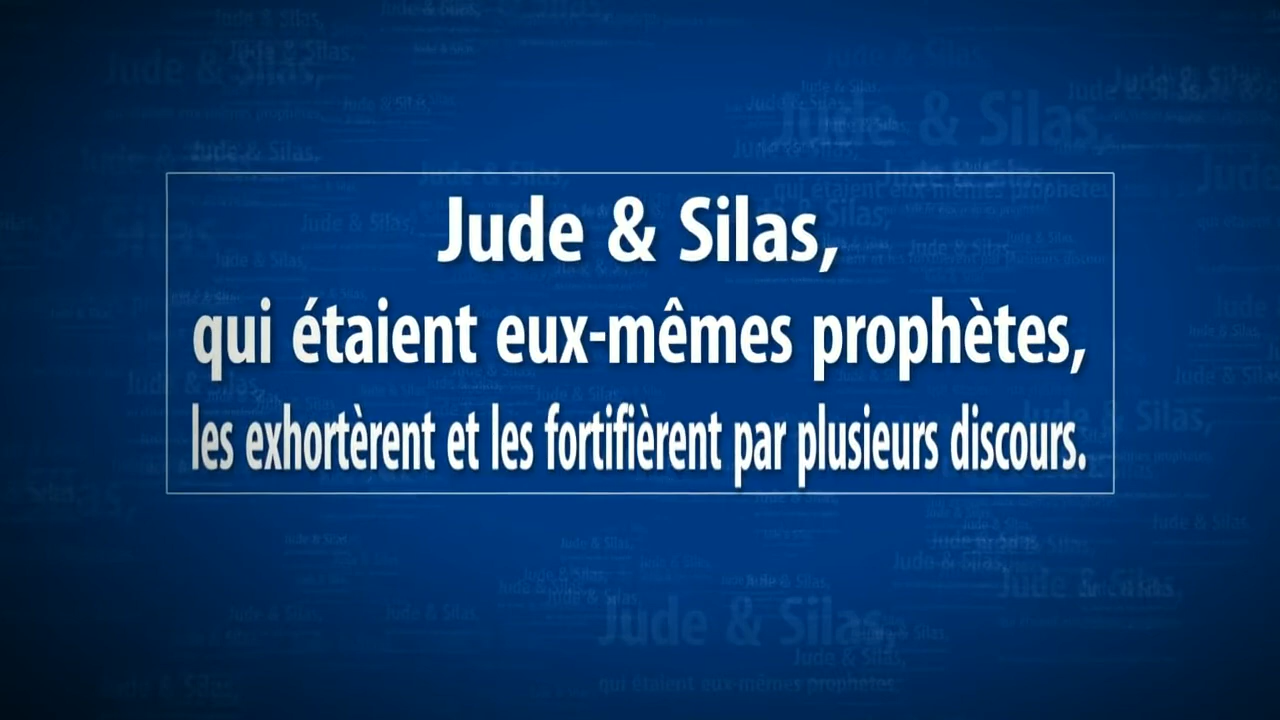 Jude & Silas,
qui étaient eux-mêmes prophètes,
les exhortèrent et les fortifièrent par plusieurs discours.